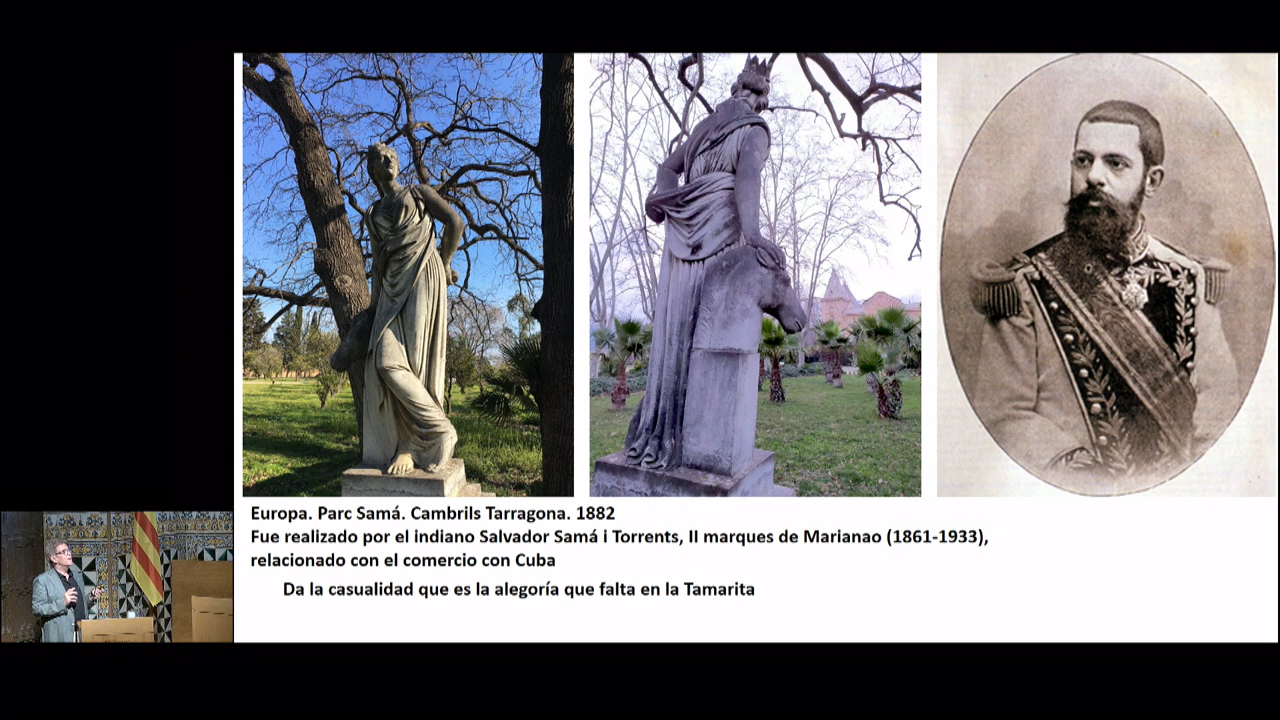 Europa. Parc Samá. Cambrils Tarragona. 1882
Fue realizado por el indiano Salvador Samá i Torrents, II marques de Marianao (1861-1933),
relacionado con el comercio con Cuba
Da la casualidad que es la alegoría que falta en la Tamarita